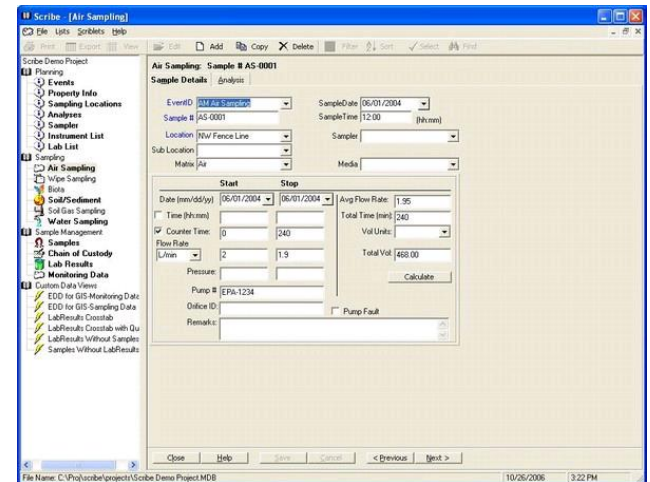 Scribe - [Air Sampling]
File Lists Scriblets Help
Print Export View Edit Add Copy Delete Filter Sort Select Find
Scribe Demo Project
Planning
Events
Property Info
Sampling Locations
Analyses
Sampler
Instrument List
Lab List
Sampling
Air Sampling
Wipe Sampling
Biota
Soil/Sediment
Soil Gas Sampling
Water Sampling
Sample Management
Samples
Chain of Custody
Lab Results
Monitoring Data
Custom Data Views
EDD for GIS-Monitoring Data
EDD for GIS-Sampling Data
LabResults Crosstab
LabResults Crosstab with Qu
LabResults Without Samples
Samples Without LabResults
Air Sampling: Sample # AS-0001
Sample Details Analysis
EventID AM Air Sampling SampleDate 06/01/2004
Sample # AS-0001 SampleTime 12:00 (hh:mm)
Location NW Fence Line Sampler
Sub Location
Matrix Air Media
Start Stop
Date (mm/dd/yy) 06/01/2004 06/01/2004 Avg Flow Rate: 1.95
Time (hh:mm) Total Time (min) 240
Counter Time: 0 240 Vol Units:
Flow Rate
L/min 2 1.9 Total Vol: 468.00
Pressure: Calculate
Pump # EPA-1234
Orifice ID: Pump Fault
Remarks:
Close Help Save Cancel < Previous Next >
File Name: C:\Proj\scribe\projects\Scribe Demo Project.MDB 10/26/2006 3:22 PM